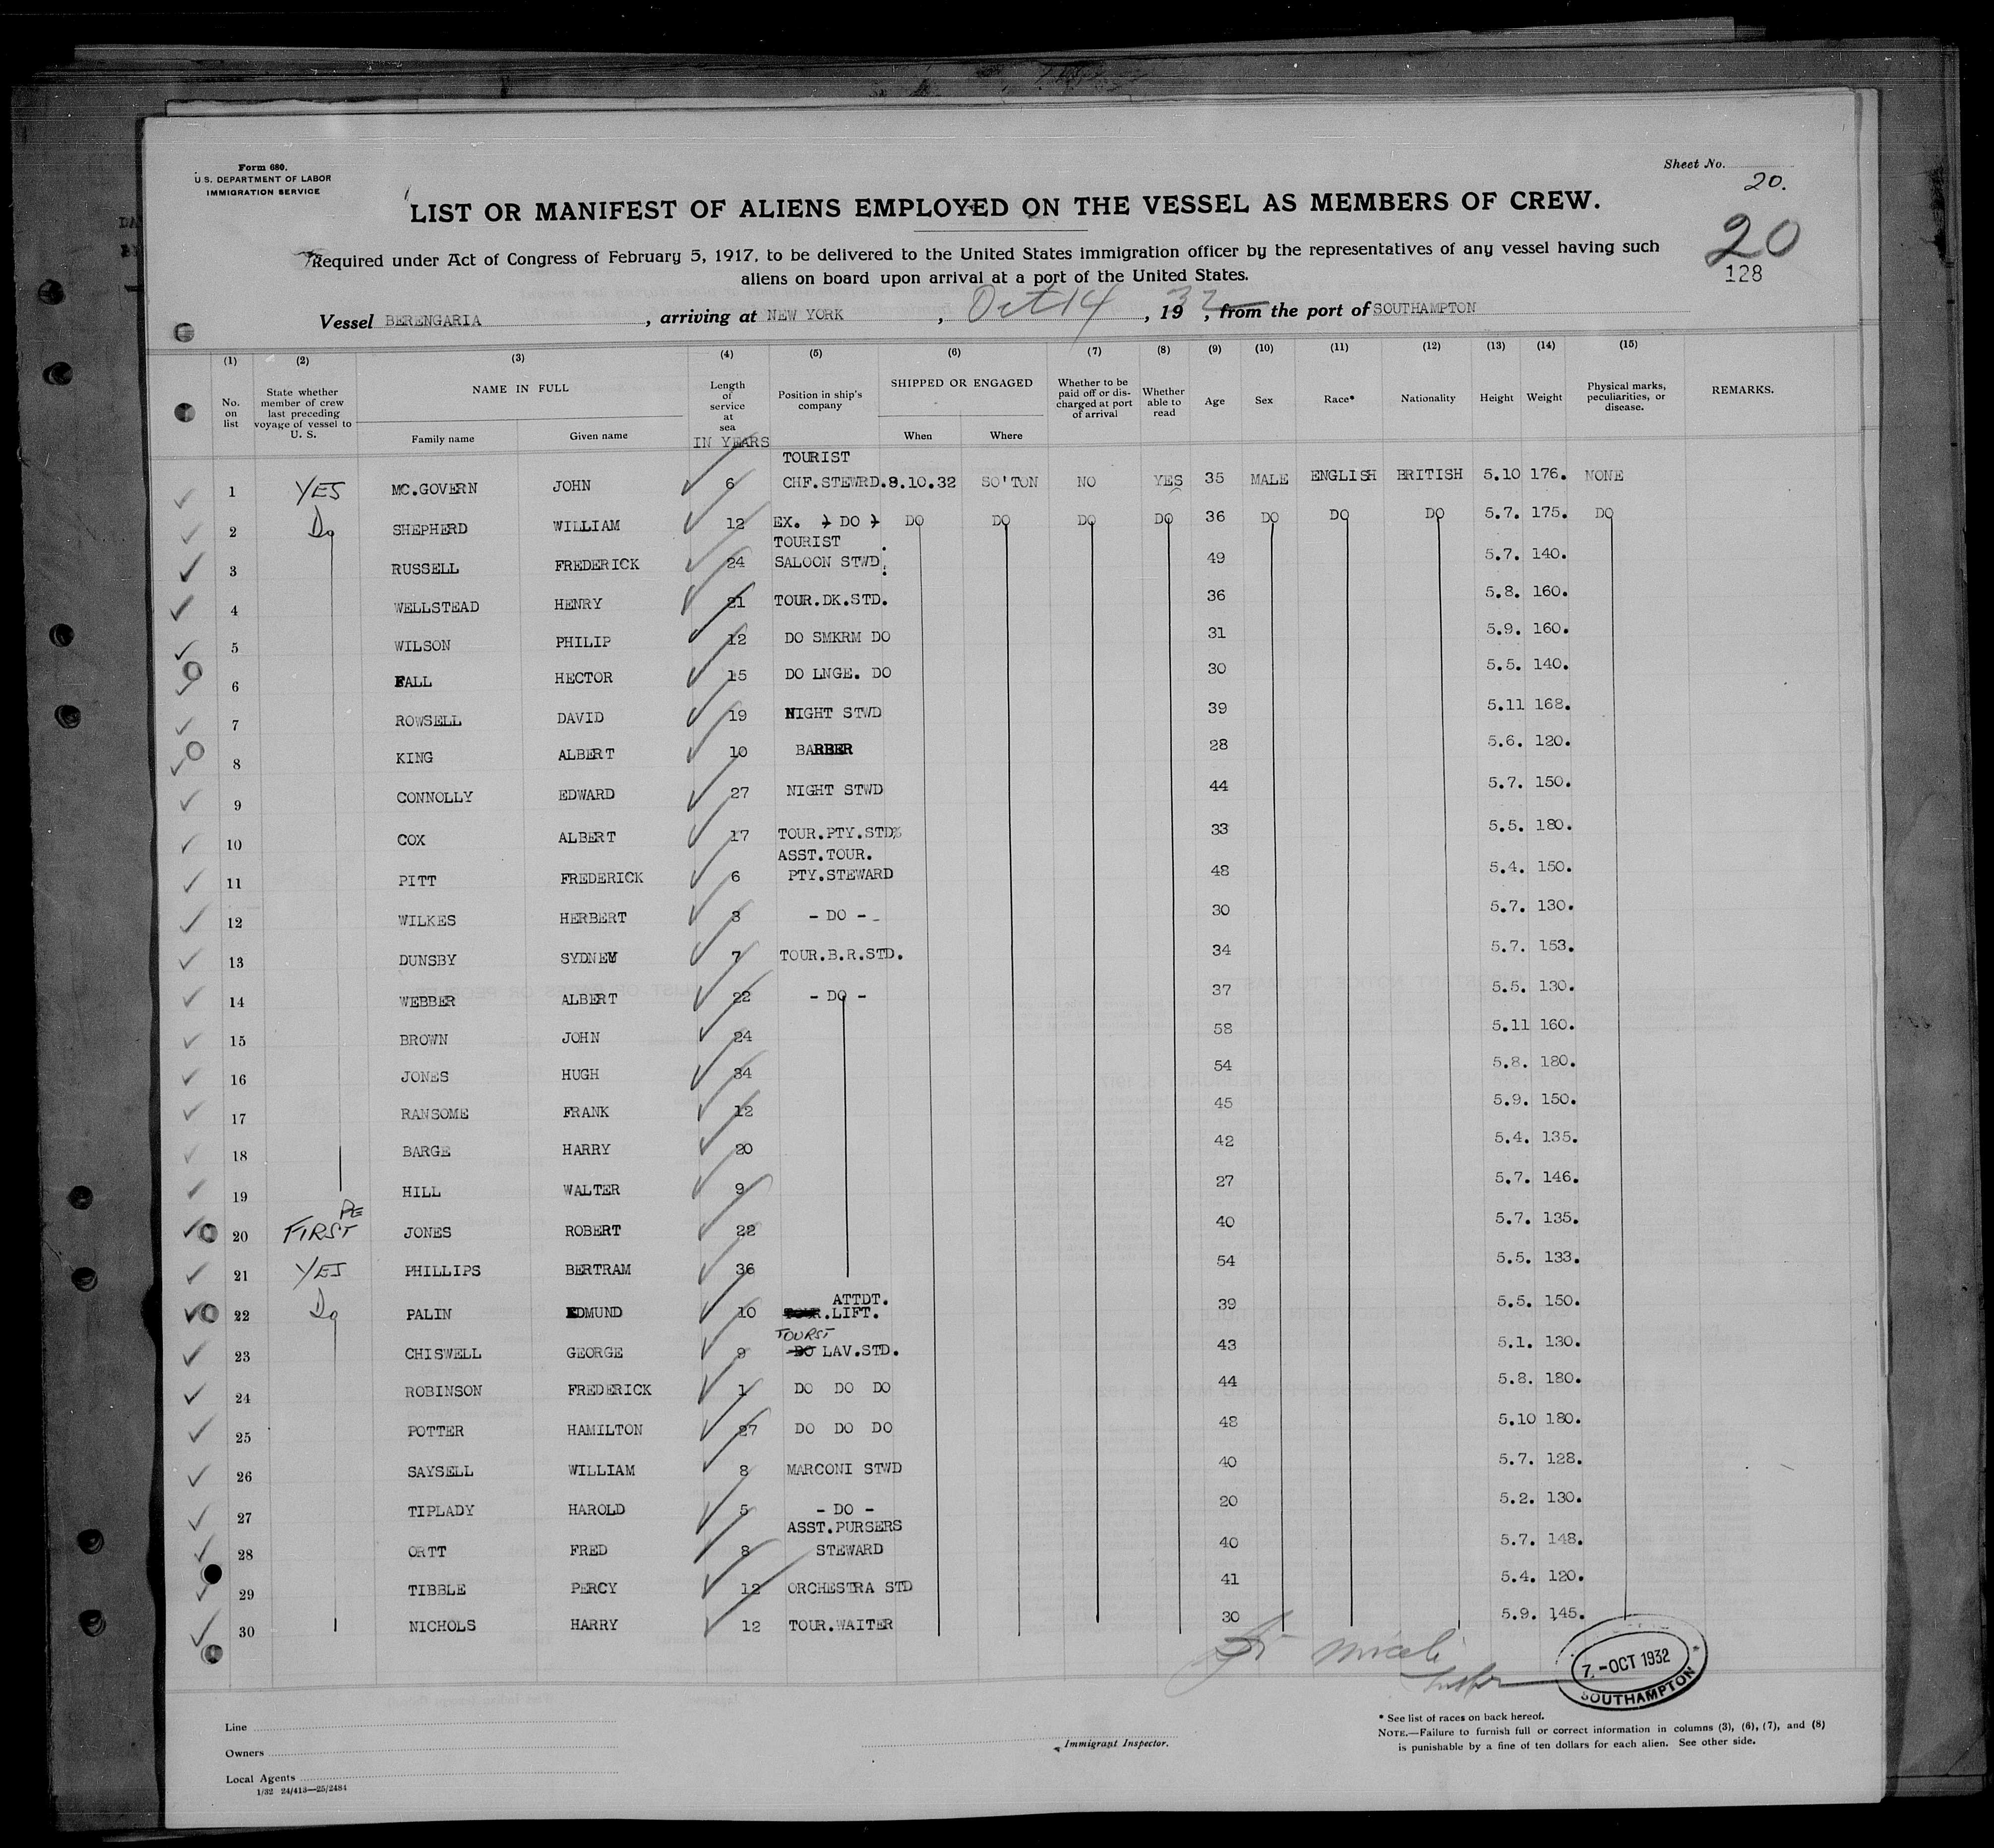 Form 680.
U.S. DEPARTMENT OF LABOR
IMMIGRATION SERVICE
Sheet No. 20.
LIST OR MANIFEST OF ALIENS EMPLOYED ON THE VESSEL AS MEMBERS OF CREW.
20
Required under Act of Congress of February 5, 1917, to be delivered to the United States immigration officer by the representatives of any vessel having such
aliens on board upon arrival at a port of the United States.
128
Vessel BERENGARIA, arriving at NEW YORK, Oct 14, 1932, from the port of SOUTHAMPTON
(1) (2) (3) (4) (5) (6) (7) (8) (9) (10) (11) (12) (13) (14) (15)
No. on list State whether member of crew last preceding voyage of vessel to U. S. NAME IN FULL Family name Given name Length of service at sea IN YEARS Position in ship's company SHIPPED OR ENGAGED When Where Whether to be paid off or discharged at port of arrival Whether able to read Age Sex Race* Nationality Height Weight Physical marks, peculiarities, or disease. REMARKS.
TOURIST
1 YES MC.GOVERN JOHN 6 CHF.STEWRD. 8.10.32 SO'TON NO YES 35 MALE ENGLISH BRITISH 5.10 176. NONE
2 Do SHEPHERD WILLIAM 12 EX. DO DO DO DO DO 36 DO DO DO 5.7. 175. DO
TOURIST
3 RUSSELL FREDERICK 24 SALOON STWD. 49 5.7. 140.
4 WELLSTEAD HENRY 21 TOUR.DK.STD. 36 5.8. 160.
5 WILSON PHILIP 12 DO SMKRM DO 31 5.9. 160.
6 FALL HECTOR 15 DO LNGE. DO 30 5.5. 140.
7 ROWSELL DAVID 19 NIGHT STWD 39 5.11 168.
8 KING ALBERT 10 BARBER 28 5.6. 120.
9 CONNOLLY EDWARD 27 NIGHT STWD 44 5.7. 150.
10 COX ALBERT 17 TOUR.PTY.STD% 33 5.5. 180.
ASST.TOUR.
11 PITT FREDERICK 6 PTY.STEWARD 48 5.4. 150.
12 WILKES HERBERT 3 - DO - 30 5.7. 130.
13 DUNSBY SYDNEY 7 TOUR.B.R.STD. 34 5.7. 153.
14 WEBBER ALBERT 22 - DO - 37 5.5. 130.
15 BROWN JOHN 24 58 5.11 160.
16 JONES HUGH 34 54 5.8. 180.
17 RANSOME FRANK 12 45 5.9. 150.
18 BARGE HARRY 20 42 5.4. 135.
19 HILL WALTER 9 27 5.7. 146.
RE
20 FIRST JONES ROBERT 22 40 5.7. 135.
21 YES PHILLIPS BERTRAM 36 54 5.5. 133.
ATTDT.
22 Do PALIN EDMUND 10 TOUR.LIFT. 39 5.5. 150.
TOURST
23 CHISWELL GEORGE 9 DO LAV.STD. 43 5.1. 130.
24 ROBINSON FREDERICK 1 DO DO DO 44 5.8. 180.
25 POTTER HAMILTON 27 DO DO DO 48 5.10 180.
26 SAYSELL WILLIAM 8 MARCONI STWD 40 5.7. 128.
27 TIPLADY HAROLD 5 - DO - 20 5.2. 130.
ASST.PURSERS
28 ORTT FRED 8 STEWARD 40 5.7. 148.
29 TIBBLE PERCY 12 ORCHESTRA STD 41 5.4. 120.
30 NICHOLS HARRY 12 TOUR.WAITER 30 5.9. 145.
7-OCT 1932
SOUTHAMPTON
Line
Owners
Local Agents
1/32 24/413—25/2484
Immigrant Inspector.
* See list of races on back hereof.
NOTE.—Failure to furnish full or correct information in columns (3), (6), (7), and (8)
is punishable by a fine of ten dollars for each alien. See other side.